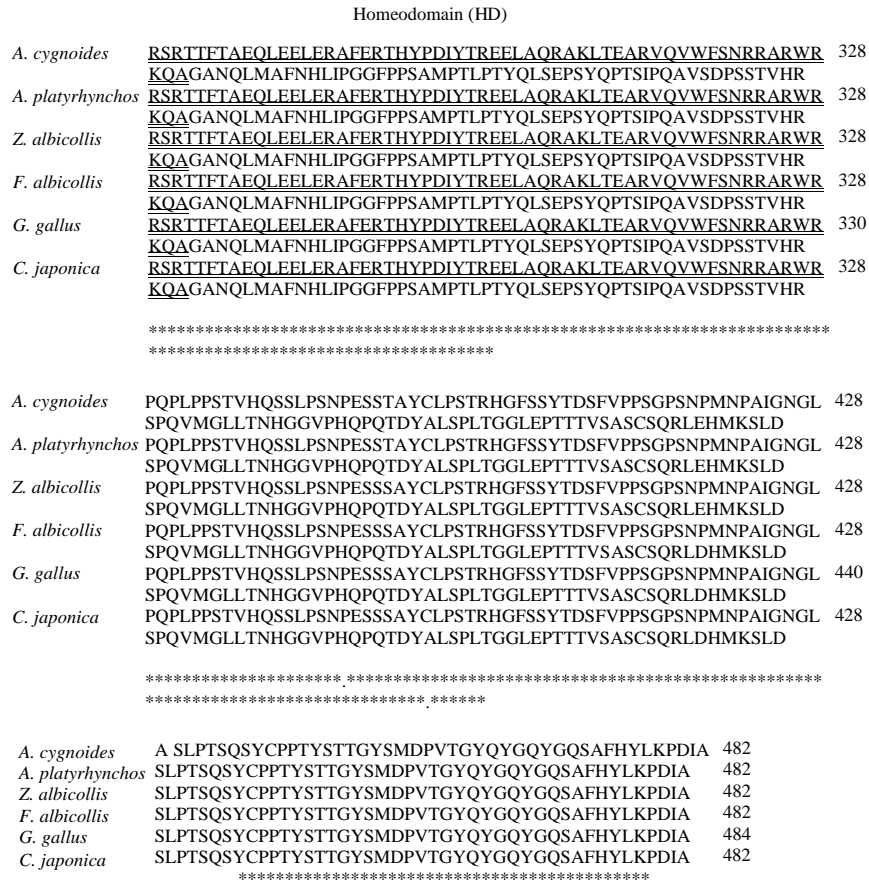 Homeodomain (HD)
A. cygnoides RSRTTFTAEQLEELERAFERTHYPDIYTREELAQRAKLTEARVQVWFSNRRARWR 328
KQAGANQLMAFNHLIPGGFPPSAMPTLPTYQLSEPSYQPTSIPQAVSDPSSTVHR
A. platyrhynchos RSRTTFTAEQLEELERAFERTHYPDIYTREELAQRAKLTEARVQVWFSNRRARWR 328
KQAGANQLMAFNHLIPGGFPPSAMPTLPTYQLSEPSYQPTSIPQAVSDPSSTVHR
Z. albicollis RSRTTFTAEQLEELERAFERTHYPDIYTREELAQRAKLTEARVQVWFSNRRARWR 328
KQAGANQLMAFNHLIPGGFPPSAMPTLPTYQLSEPSYQPTSIPQAVSDPSSTVHR
F. albicollis RSRTTFTAEQLEELERAFERTHYPDIYTREELAQRAKLTEARVQVWFSNRRARWR 328
KQAGANQLMAFNHLIPGGFPPSAMPTLPTYQLSEPSYQPTSIPQAVSDPSSTVHR
G. gallus RSRTTFTAEQLEELERAFERTHYPDIYTREELAQRAKLTEARVQVWFSNRRARWR 330
KQAGANQLMAFNHLIPGGFPPSAMPTLPTYQLSEPSYQPTSIPQAVSDPSSTVHR
C. japonica RSRTTFTAEQLEELERAFERTHYPDIYTREELAQRAKLTEARVQVWFSNRRARWR 328
KQAGANQLMAFNHLIPGGFPPSAMPTLPTYQLSEPSYQPTSIPQAVSDPSSTVHR
*************************************************************************
*************************************
A. cygnoides PQPLPPSTVHQSSLPSNPESSTAYCLPSTRHGFSSYTDSFVPPSGPSNPMNPAIGNGL 428
SPQVMGLLTNHGGVPHQPQTDYALSPLTGGLEPTTTVSASCSQRLEHMKSLD
A. platyrhynchos PQPLPPSTVHQSSLPSNPESSTAYCLPSTRHGFSSYTDSFVPPSGPSNPMNPAIGNGL 428
SPQVMGLLTNHGGVPHQPQTDYALSPLTGGLEPTTTVSASCSQRLEHMKSLD
Z. albicollis PQPLPPSTVHQSSLPSNPESSSAYCLPSTRHGFSSYTDSFVPPSGPSNPMNPAIGNGL 428
SPQVMGLLTNHGGVPHQPQTDYALSPLTGGLEPTTTVSASCSQRLEHMKSLD
F. albicollis PQPLPPSTVHQSSLPSNPESSSAYCLPSTRHGFSSYTDSFVPPSGPSNPMNPAIGNGL 428
SPQVMGLLTNHGGVPHQPQTDYALSPLTGGLEPTTTVSASCSQRLDHMKSLD
G. gallus PQPLPPSTVHQSSLPSNPESSSAYCLPSTRHGFSSYTDSFVPPSGPSNPMNPAIGNGL 440
SPQVMGLLTNHGGVPHQPQTDYALSPLTGGLEPTTTVSASCSQRLDHMKSLD
C. japonica PQPLPPSTVHQSSLPSNPESSSAYCLPSTRHGFSSYTDSFVPPSGPSNPMNPAIGNGL 428
SPQVMGLLTNHGGVPHQPQTDYALSPLTGGLEPTTTVSASCSQRLDHMKSLD
*********************.***************************************************
******************************.******
A. cygnoides A SLPTSQSYCPPTYSTTGYSMDPVTGYQYGQYGQSAFHYLKPDIA 482
A. platyrhynchos SLPTSQSYCPPTYSTTGYSMDPVTGYQYGQYGQSAFHYLKPDIA 482
Z. albicollis SLPTSQSYCPPTYSTTGYSMDPVTGYQYGQYGQSAFHYLKPDIA 482
F. albicollis SLPTSQSYCPPTYSTTGYSMDPVTGYQYGQYGQSAFHYLKPDIA 482
G. gallus SLPTSQSYCPPTYSTTGYSMDPVTGYQYGQYGQSAFHYLKPDIA 484
C. japonica SLPTSQSYCPPTYSTTGYSMDPVTGYQYGQYGQSAFHYLKPDIA 482
********************************************